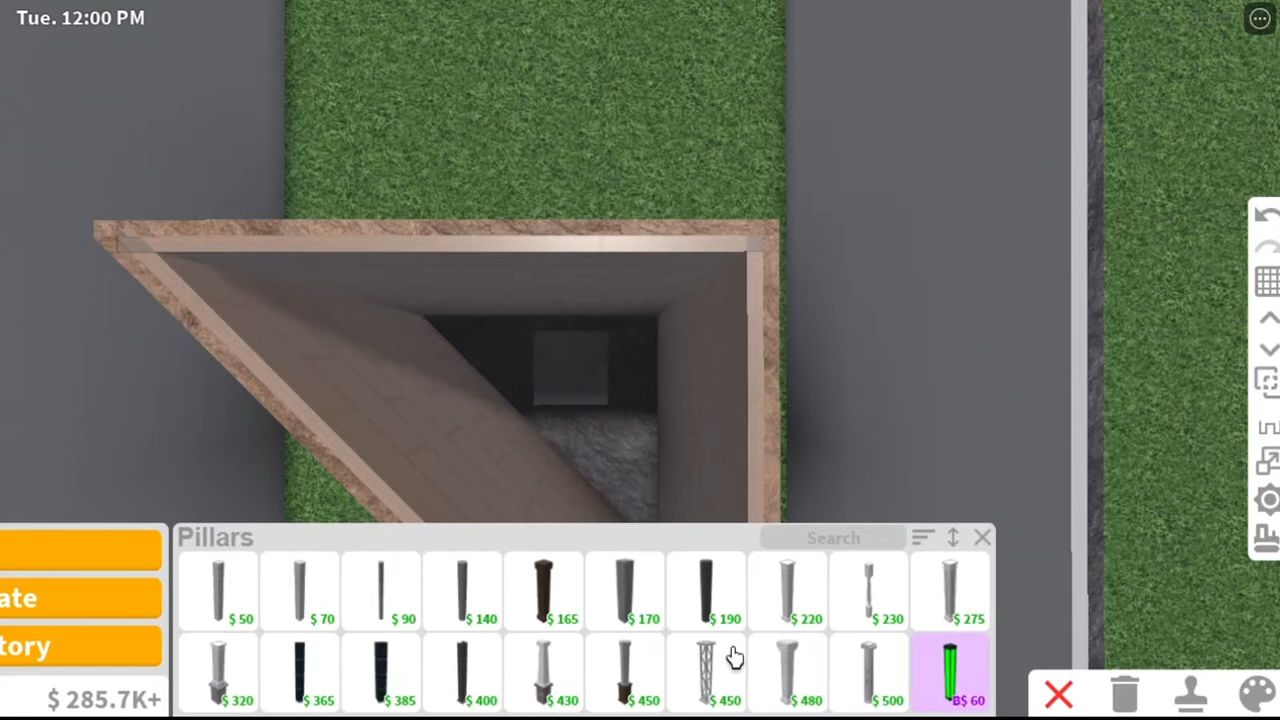 Tue. 12:00 PM
Pillars
Search
$ 50
$ 70
$ 90
$ 140
$ 165
$ 170
$ 190
$ 220
$ 230
$ 275
ate
tory
$ 320
$ 365
$ 385
$ 400
$ 430
$ 450
$ 450
$ 480
$ 500
B$ 60
$ 285.7K+